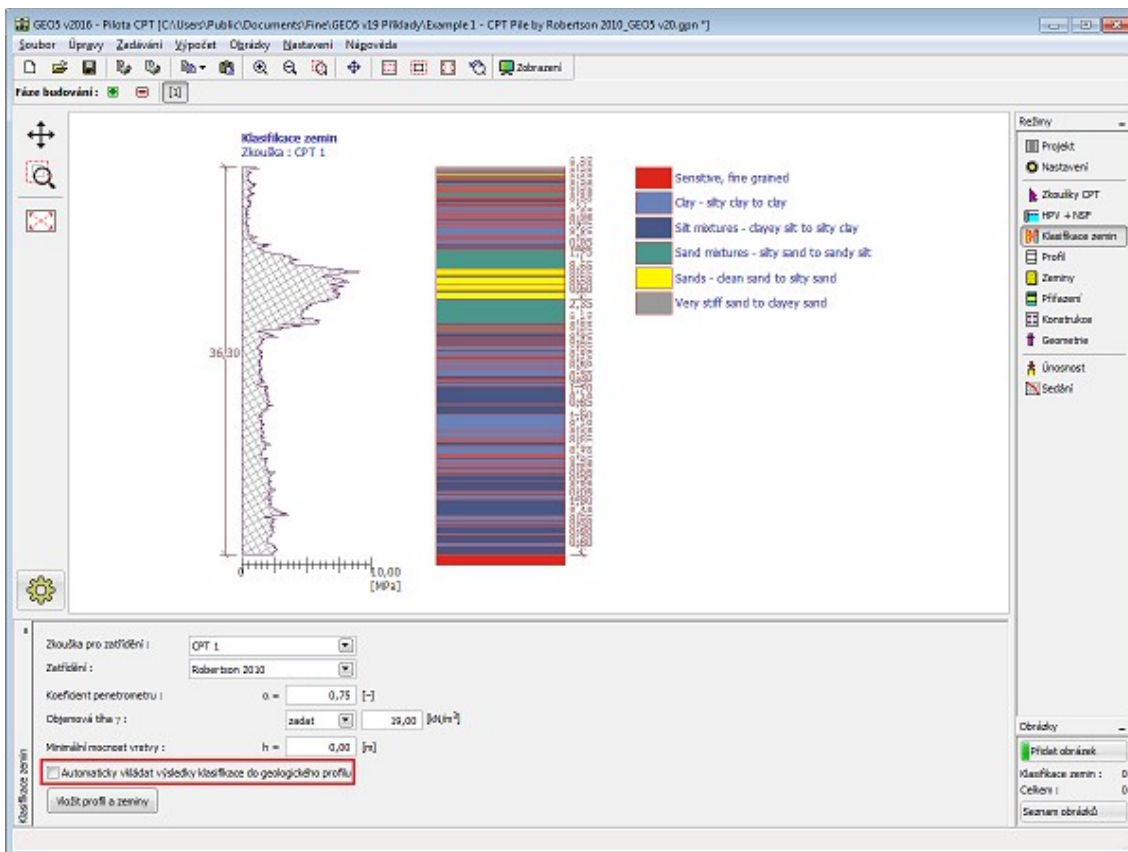 GEO5 v2016 - Pilota CPT [C:\Users\Public\Documents\Fine\GEO5 v19 Příklady\Example 1 - CPT Pile by Robertson 2010_GEO5 v20.gpn *]
Soubor Úpravy Zadávání Výpočet Obrázky Nastavení Nápověda
Zobrazení
Fáze budování : [1]
Klasifikace zemin
Zkouška : CPT 1
36,30
0 10,00
[MPa]
Sensitive, fine grained
Clay - silty clay to clay
Silt mixtures - clayey silt to silty clay
Sand mixtures - silty sand to sandy silt
Sands - clean sand to silty sand
Very stiff sand to clayey sand
Režimy
Projekt
Nastavení
Zkoušky CPT
HPV + NSP
Klasifikace zemin
Profil
Zeminy
Přiřazení
Konstrukce
Geometrie
Únosnost
Sedání
Klasifikace zemin
Zkouška pro zatřídění : CPT 1
Zatřídění : Robertson 2010
Koeficient penetrometru : α = 0,75 [-]
Objemová tíha γ : zadat 19,00 [kN/m³]
Minimální mocnost vrstvy : h = 0,00 [m]
Automaticky vkládat výsledky klasifikace do geologického profilu
Vložit profil a zeminy
Obrázky
Přidat obrázek
Klasifikace zemin : 0
Celkem : 0
Seznam obrázků